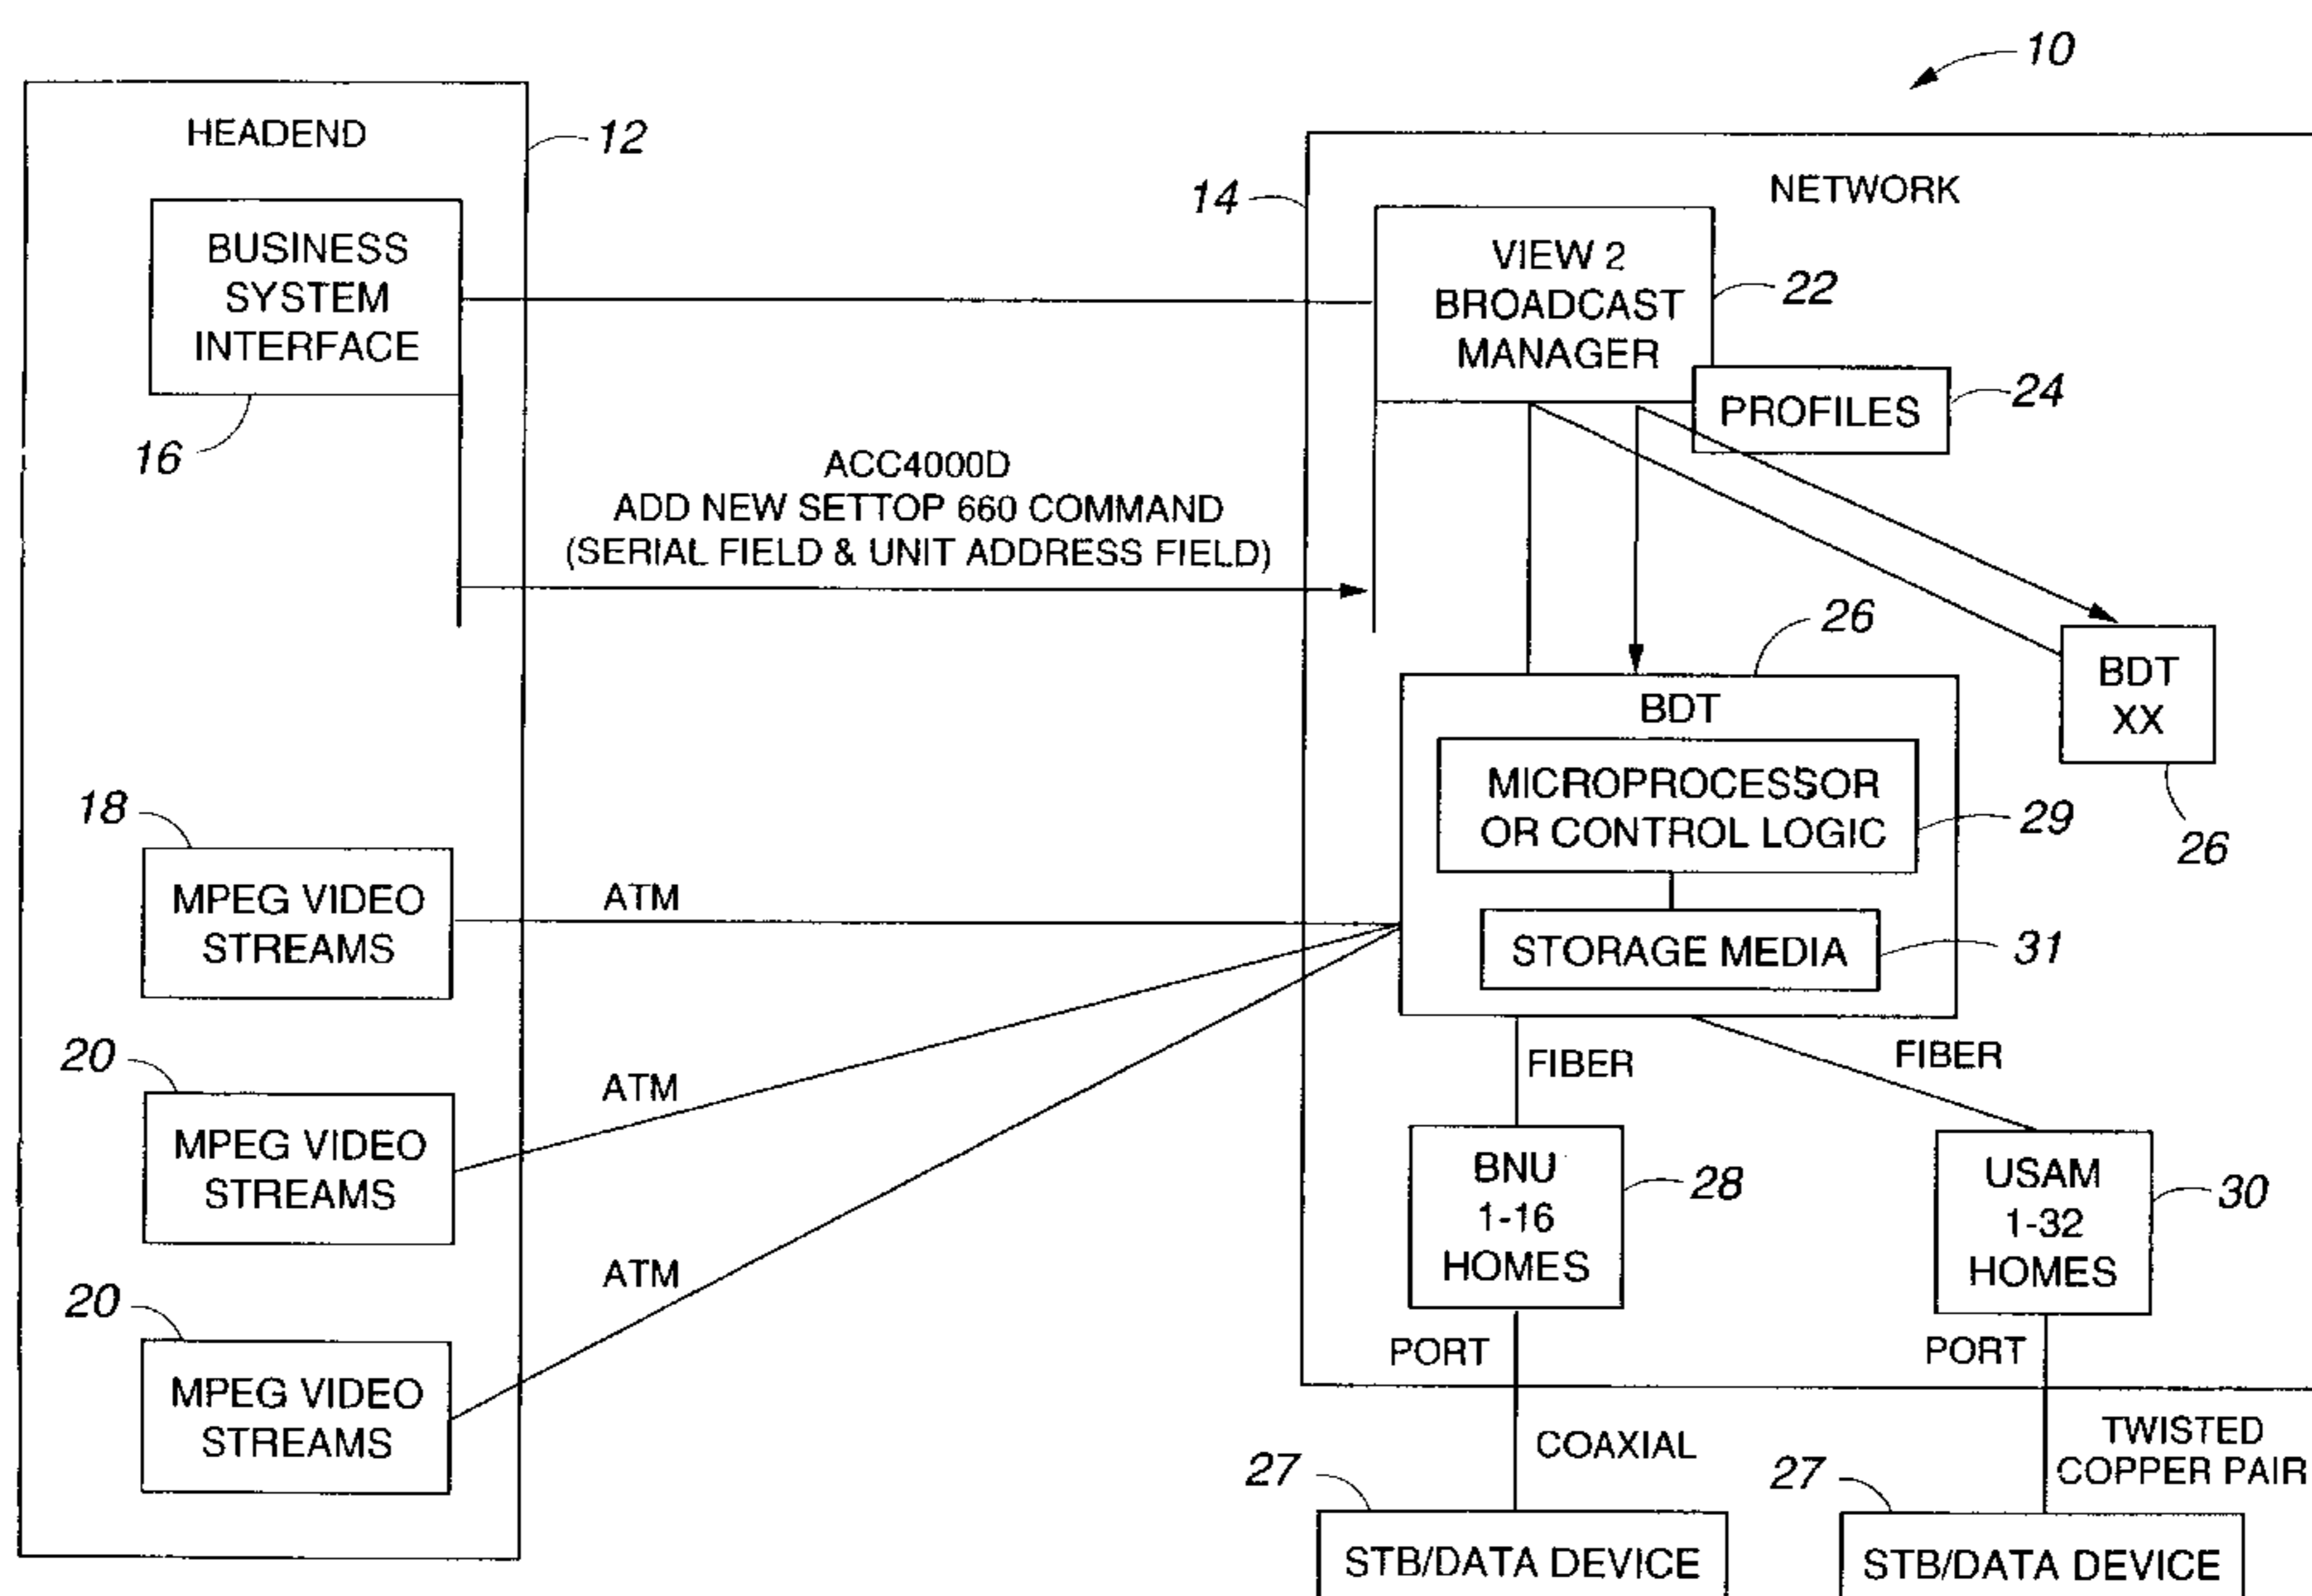 10
HEADEND
12
BUSINESS
SYSTEM
INTERFACE
16
14
NETWORK
VIEW 2
BROADCAST
MANAGER
22
PROFILES
24
ACC4000D
ADD NEW SETTOP 660 COMMAND
(SERIAL FIELD & UNIT ADDRESS FIELD)
26
BDT
XX
26
BDT
MICROPROCESSOR
OR CONTROL LOGIC
29
STORAGE MEDIA
31
18
MPEG VIDEO
STREAMS
ATM
20
MPEG VIDEO
STREAMS
ATM
20
MPEG VIDEO
STREAMS
ATM
FIBER
FIBER
BNU
1-16
HOMES
28
USAM
1-32
HOMES
30
PORT
PORT
COAXIAL
TWISTED
COPPER PAIR
27
27
STB/DATA DEVICE
STB/DATA DEVICE